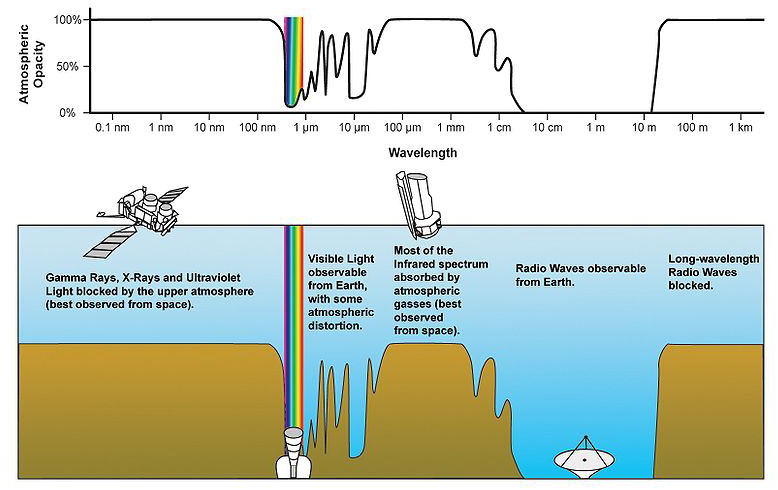 Atmospheric
Opacity
100%
50%
0%
0.1 nm
1 nm
10 nm
100 nm
1 µm
10 µm
100 µm
1 mm
1 cm
10 cm
1 m
10 m
100 m
1 km
Wavelength
Gamma Rays, X-Rays and Ultraviolet
Light blocked by the upper atmosphere
(best observed from space).
Visible Light
observable
from Earth,
with some
atmospheric
distortion.
Most of the
Infrared spectrum
absorbed by
atmospheric
gasses (best
observed
from space).
Radio Waves observable
from Earth.
Long-wavelength
Radio Waves
blocked.